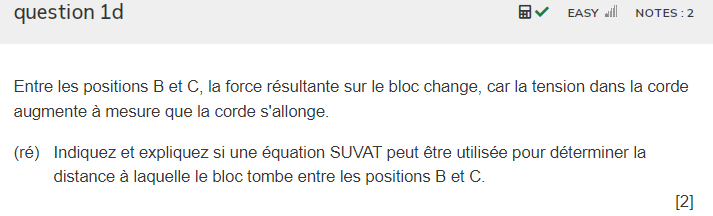 question 1d
EASY
NOTES : 2
Entre les positions B et C, la force résultante sur le bloc change, car la tension dans la corde
augmente à mesure que la corde s'allonge.
(ré) Indiquez et expliquez si une équation SUVAT peut être utilisée pour déterminer la
distance à laquelle le bloc tombe entre les positions B et C.
[2]